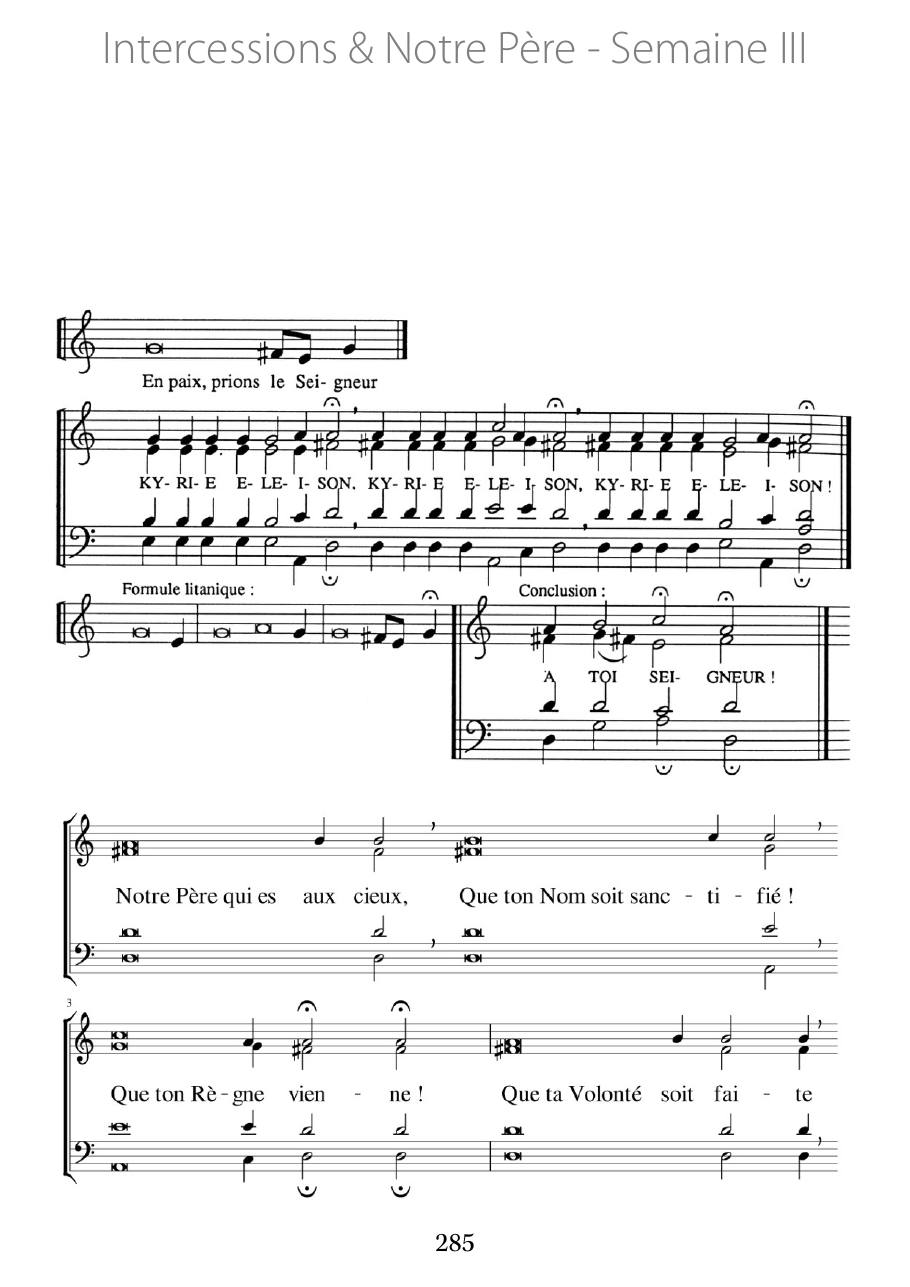 Intercessions & Notre Père - Semaine III
En paix, prions le Sei- gneur
KY- RI- E E- LE- I- SON, KY- RI- E E- LE- I- SON, KY- RI- E E- LE- I- SON !
Formule litanique :
Conclusion :
A TOI SEI- GNEUR !
Notre Père qui es aux cieux, Que ton Nom soit sanc - ti - fié !
3
Que ton Rè - gne vien - ne ! Que ta Volonté soit fai - te
285